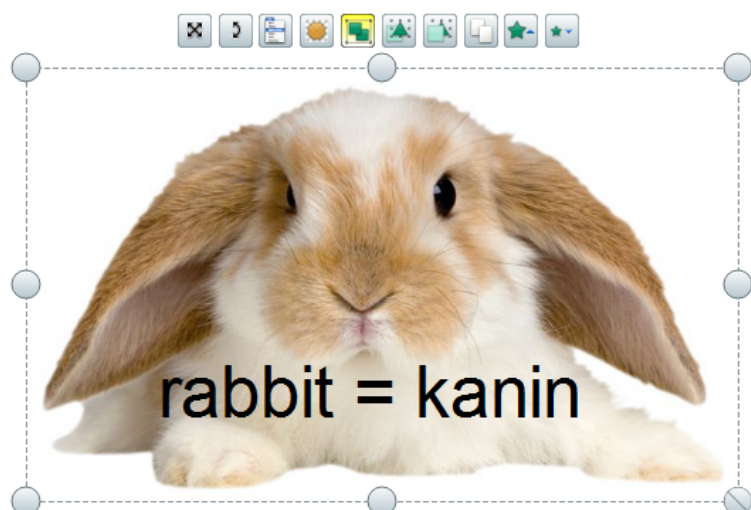 rabbit = kanin